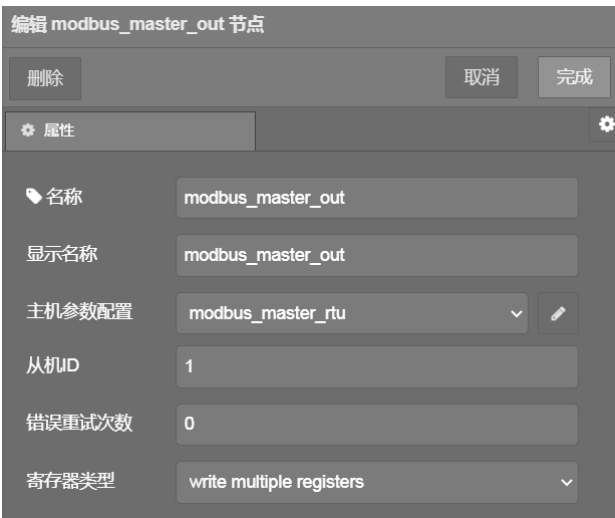 编辑 modbus_master_out 节点
删除 取消 完成
属性
名称 modbus_master_out
显示名称 modbus_master_out
主机参数配置 modbus_master_rtu
从机ID 1
错误重试次数 0
寄存器类型 write multiple registers